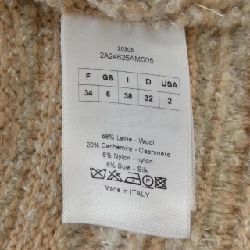 F GB I D USA
34 6 38 32 2
68% Laine - Wool
20% Cachemire - Cashmere
6% Nylon - nylon
6% Soie - Silk
Made in ITALY